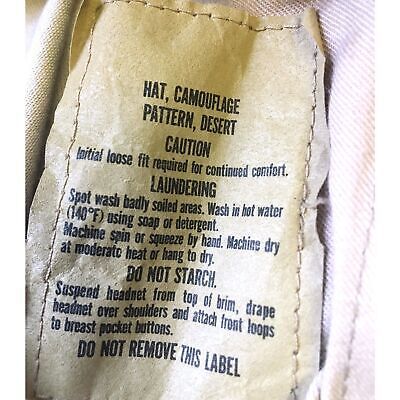 HAT, CAMOUFLAGE
PATTERN, DESERT
CAUTION
Initial loose fit required for continued comfort.
LAUNDERING
Spot wash badly soiled areas. Wash in hot water
(140°F) using soap or detergent.
Machine spin or squeeze by hand. Machine dry
at moderate heat or hang to dry.
DO NOT STARCH.
Suspend headnet from top of brim, drape
headnet over shoulders and attach front loops
to breast pocket buttons.
DO NOT REMOVE THIS LABEL